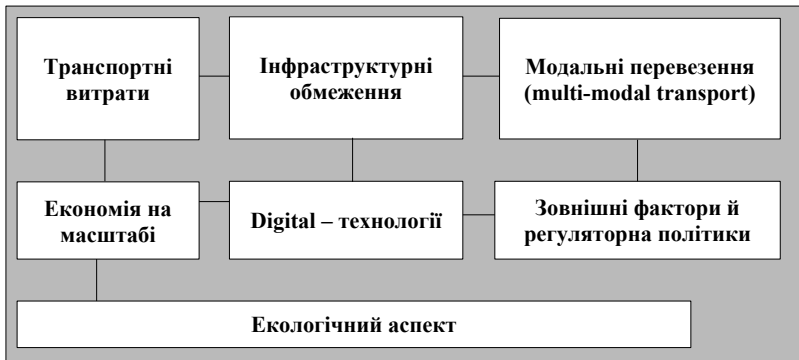 Транспортні
витрати
Інфраструктурні
обмеження
Модальні перевезення
(multi-modal transport)
Економія на
масштабі
Digital – технології
Зовнішні фактори й
регуляторна політики
Екологічний аспект